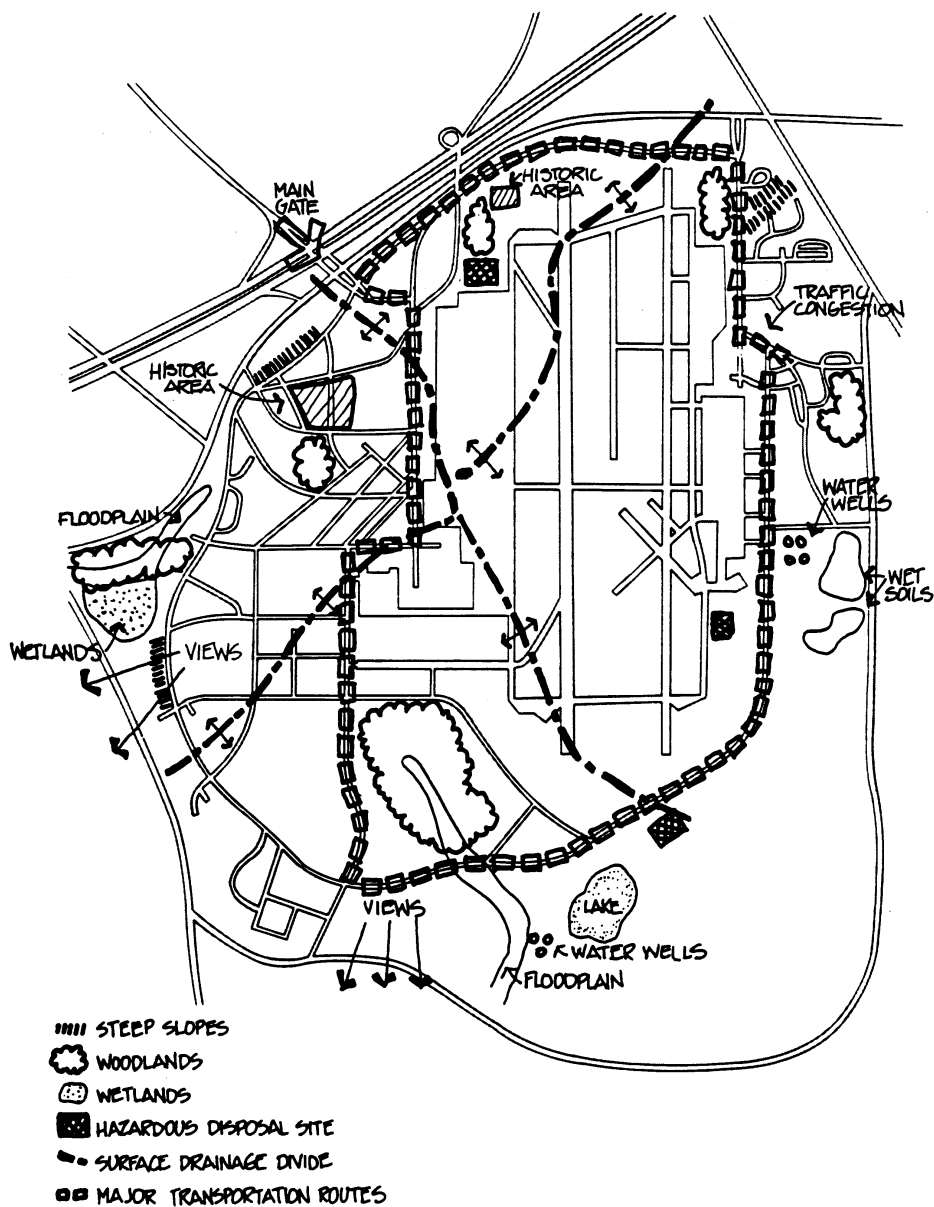 MAIN
GATE
HISTORIC
AREA
TRAFFIC
CONGESTION
HISTORIC
AREA
FLOODPLAIN
WATER
WELLS
WET
SOILS
WETLANDS
VIEWS
VIEWS
LAKE
WATER WELLS
FLOODPLAIN
STEEP SLOPES
WOODLANDS
WETLANDS
HAZARDOUS DISPOSAL SITE
SURFACE DRAINAGE DIVIDE
MAJOR TRANSPORTATION ROUTES